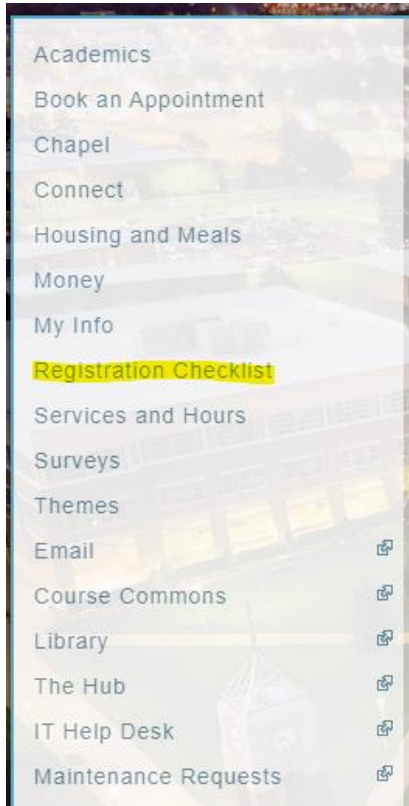 Academics
Book an Appointment
Chapel
Connect
Housing and Meals
Money
My Info
Registration Checklist
Services and Hours
Surveys
Themes
Email
Course Commons
Library
The Hub
IT Help Desk
Maintenance Requests